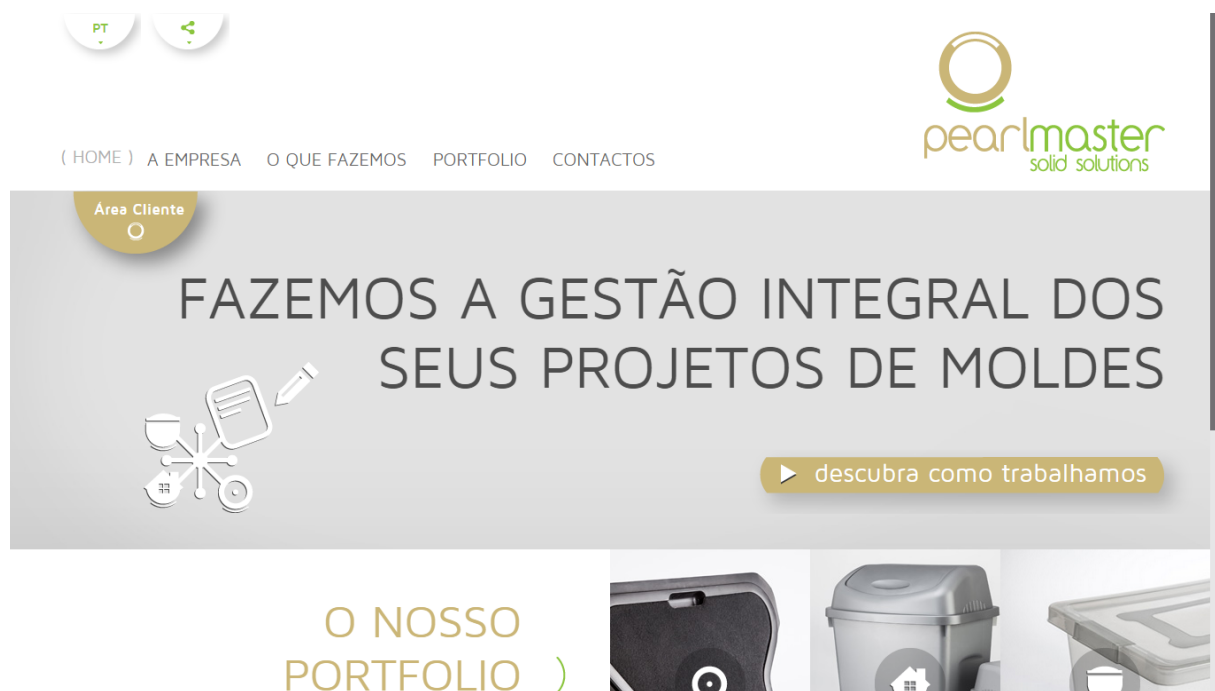 PT
pearlmaster
solid solutions
( HOME ) A EMPRESA O QUE FAZEMOS PORTFOLIO CONTACTOS
Área Cliente
FAZEMOS A GESTÃO INTEGRAL DOS
SEUS PROJETOS DE MOLDES
descubra como trabalhamos
O NOSSO
PORTFOLIO )